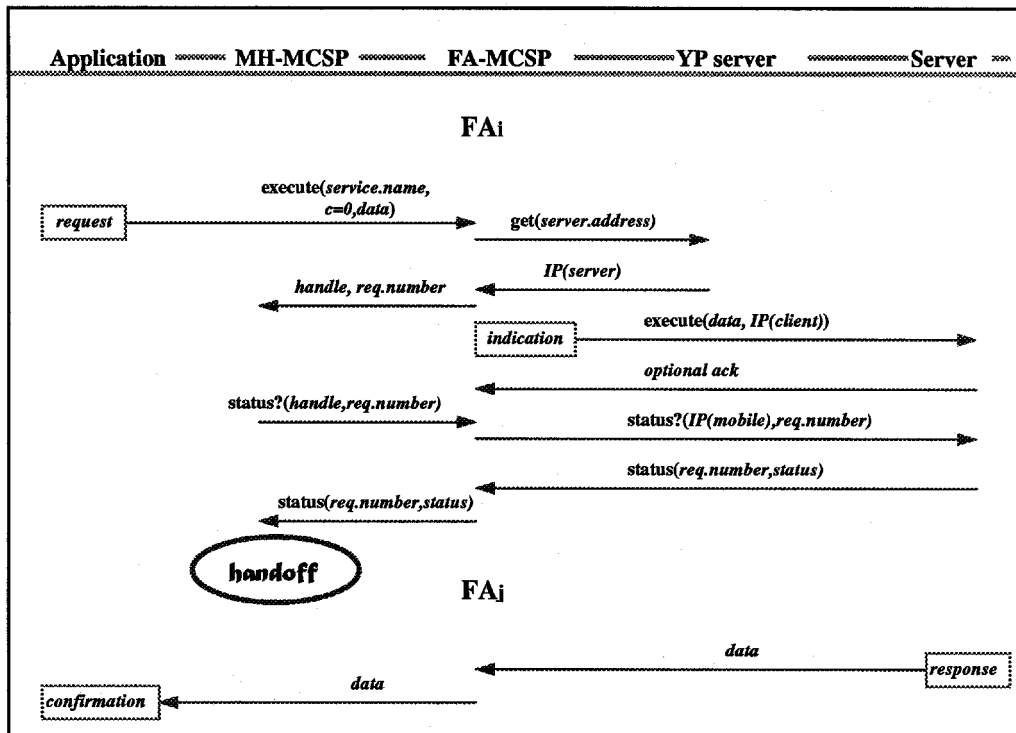 Application MH-MCSP FA-MCSP YP server Server
FAi
execute(service.name,
c=0,data)
request
get(server.address)
IP(server)
handle, req.number
execute(data, IP(client))
indication
optional ack
status?(handle,req.number)
status?(IP(mobile),req.number)
status(req.number,status)
status(req.number,status)
handoff
FAj
data
response
data
confirmation